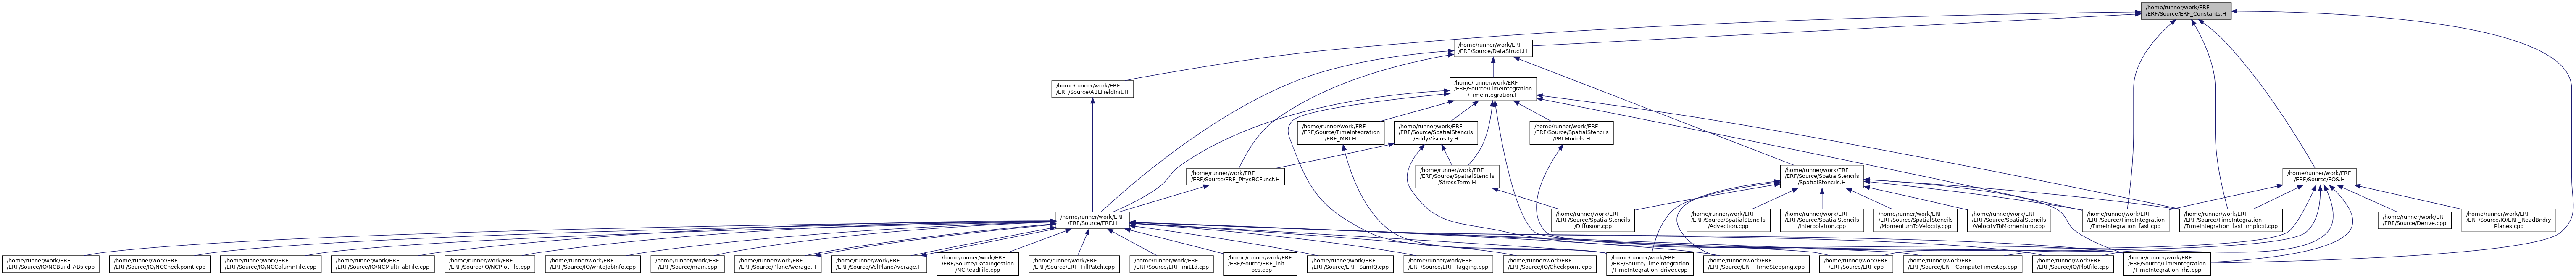 /home/runner/work/ERF
/ERF/Source/ERF_Constants.H
/home/runner/work/ERF
/ERF/Source/DataStruct.H
/home/runner/work/ERF
/ERF/Source/ABLFieldInit.H
/home/runner/work/ERF
/ERF/Source/TimeIntegration
/TimeIntegration.H
/home/runner/work/ERF
/ERF/Source/TimeIntegration
/ERF_MRI.H
/home/runner/work/ERF
/ERF/Source/SpatialStencils
/EddyViscosity.H
/home/runner/work/ERF
/ERF/Source/SpatialStencils
/PBLModels.H
/home/runner/work/ERF
/ERF/Source/ERF_PhysBCFunct.H
/home/runner/work/ERF
/ERF/Source/SpatialStencils
/StressTerm.H
/home/runner/work/ERF
/ERF/Source/SpatialStencils
/SpatialStencils.H
/home/runner/work/ERF
/ERF/Source/EOS.H
/home/runner/work/ERF
/ERF/Source/ERF.H
/home/runner/work/ERF
/ERF/Source/SpatialStencils
/Diffusion.cpp
/home/runner/work/ERF
/ERF/Source/SpatialStencils
/Advection.cpp
/home/runner/work/ERF
/ERF/Source/SpatialStencils
/Interpolation.cpp
/home/runner/work/ERF
/ERF/Source/SpatialStencils
/MomentumToVelocity.cpp
/home/runner/work/ERF
/ERF/Source/SpatialStencils
/VelocityToMomentum.cpp
/home/runner/work/ERF
/ERF/Source/TimeIntegration
/TimeIntegration_fast.cpp
/home/runner/work/ERF
/ERF/Source/TimeIntegration
/TimeIntegration_fast_implicit.cpp
/home/runner/work/ERF
/ERF/Source/Derive.cpp
/home/runner/work/ERF
/ERF/Source/IO/ERF_ReadBndry
Planes.cpp
/home/runner/work/ERF
/ERF/Source/IO/NCBuildFABs.cpp
/home/runner/work/ERF
/ERF/Source/IO/NCCheckpoint.cpp
/home/runner/work/ERF
/ERF/Source/IO/NCColumnFile.cpp
/home/runner/work/ERF
/ERF/Source/IO/NCMultiFabFile.cpp
/home/runner/work/ERF
/ERF/Source/IO/NCPlotFile.cpp
/home/runner/work/ERF
/ERF/Source/IO/writeJobInfo.cpp
/home/runner/work/ERF
/ERF/Source/main.cpp
/home/runner/work/ERF
/ERF/Source/PlaneAverage.H
/home/runner/work/ERF
/ERF/Source/VelPlaneAverage.H
/home/runner/work/ERF
/ERF/Source/DataIngestion
/NCReadFile.cpp
/home/runner/work/ERF
/ERF/Source/ERF_FillPatch.cpp
/home/runner/work/ERF
/ERF/Source/ERF_init1d.cpp
/home/runner/work/ERF
/ERF/Source/ERF_init
_bcs.cpp
/home/runner/work/ERF
/ERF/Source/ERF_SumIQ.cpp
/home/runner/work/ERF
/ERF/Source/ERF_Tagging.cpp
/home/runner/work/ERF
/ERF/Source/IO/Checkpoint.cpp
/home/runner/work/ERF
/ERF/Source/TimeIntegration
/TimeIntegration_driver.cpp
/home/runner/work/ERF
/ERF/Source/ERF_TimeStepping.cpp
/home/runner/work/ERF
/ERF/Source/ERF.cpp
/home/runner/work/ERF
/ERF/Source/ERF_ComputeTimestep.cpp
/home/runner/work/ERF
/ERF/Source/IO/Plotfile.cpp
/home/runner/work/ERF
/ERF/Source/TimeIntegration
/TimeIntegration_rhs.cpp